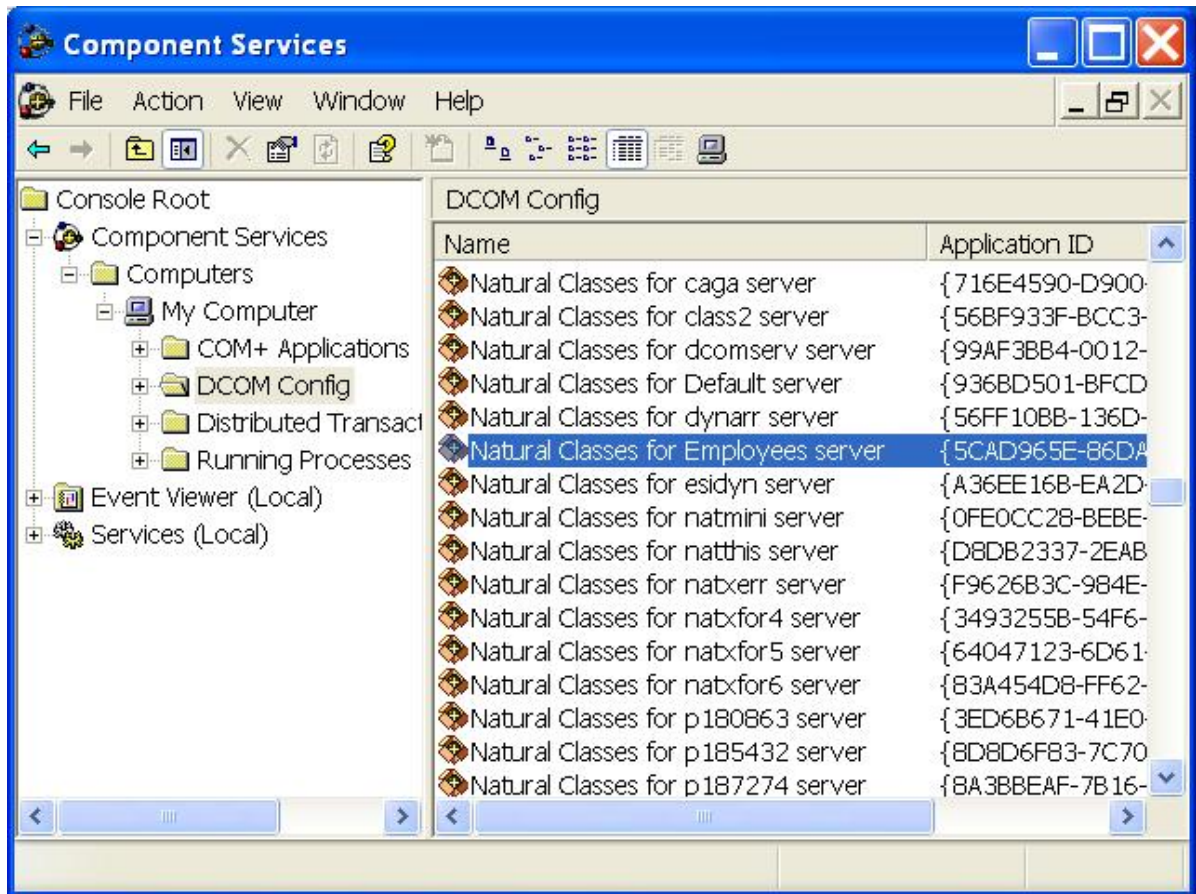 Component Services
File Action View Window Help
Console Root
Component Services
Computers
My Computer
COM+ Applications
DCOM Config
Distributed Transact
Running Processes
Event Viewer (Local)
Services (Local)
DCOM Config
Name Application ID
Natural Classes for caga server {716E4590-D900-
Natural Classes for class2 server {56BF933F-BCC3-
Natural Classes for dcomserv server {99AF3BB4-0012-
Natural Classes for Default server {936BD501-BFCD
Natural Classes for dynarr server {56FF10BB-136D-
Natural Classes for Employees server {5CAD965E-86DA
Natural Classes for esidyn server {A36EE16B-EA2D-
Natural Classes for natmini server {0FE0CC28-BEBE-
Natural Classes for natthis server {D8DB2337-2EAB
Natural Classes for natxerr server {F9626B3C-984E-
Natural Classes for natxfor4 server {3493255B-54F6-
Natural Classes for natxfor5 server {64047123-6D61-
Natural Classes for natxfor6 server {83A454D8-FF62-
Natural Classes for p180863 server {3ED6B671-41E0-
Natural Classes for p185432 server {8D8D6F83-7C70
Natural Classes for p187274 server {8A3BBEAF-7B16-